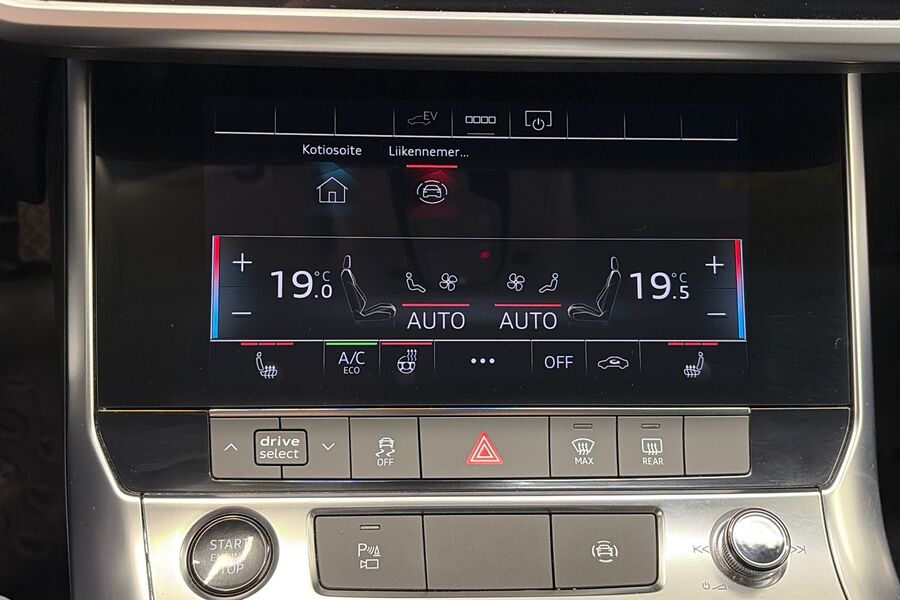 EV
Kotiosoite Liikennemer...
+ 19.0 °C 19.5 °C +
— AUTO AUTO —
A/C ECO ... OFF
drive select
OFF
MAX
REAR
START
ENGINE
STOP
P